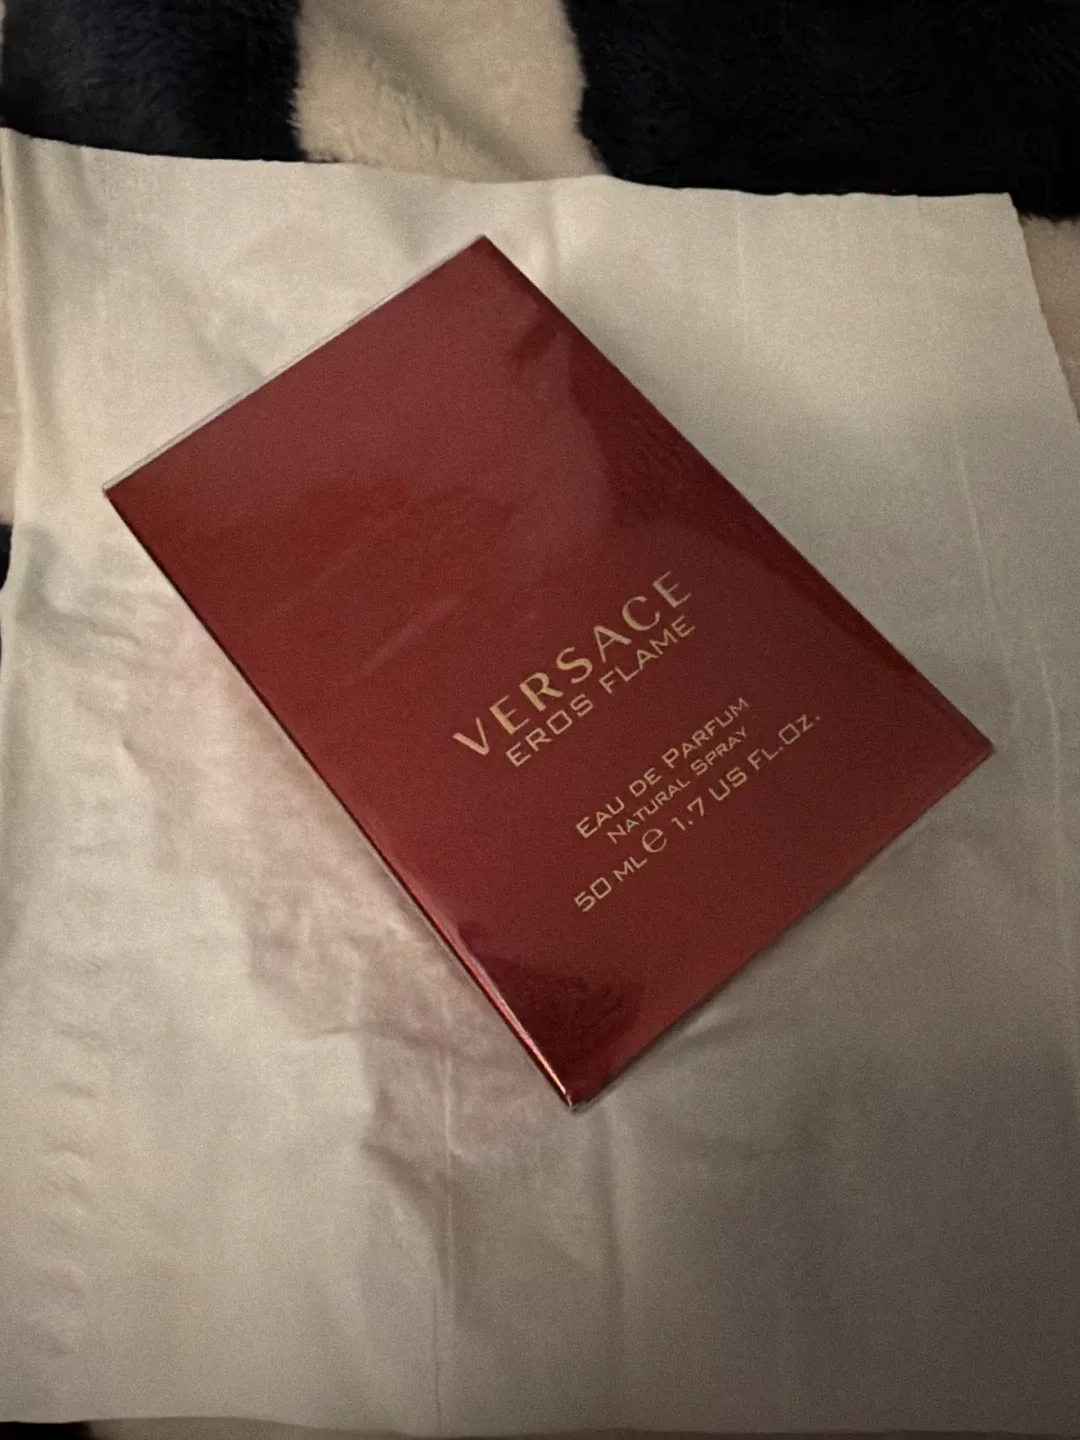 VERSACE
EROS FLAME
EAU DE PARFUM
NATURAL SPRAY
50 ML ℮ 1.7 US FL.OZ.